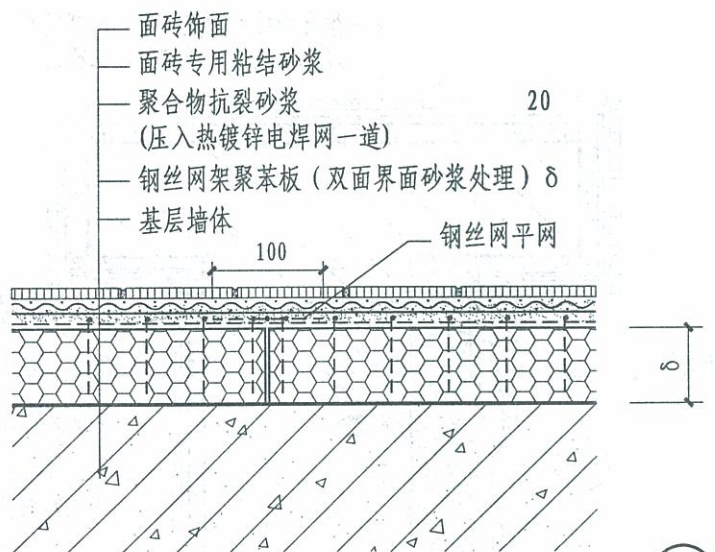 面砖饰面
面砖专用粘结砂浆
聚合物抗裂砂浆 20
(压入热镀锌电焊网一道)
钢丝网架聚苯板（双面界面砂浆处理）δ
基层墙体
钢丝网平网
100
δ